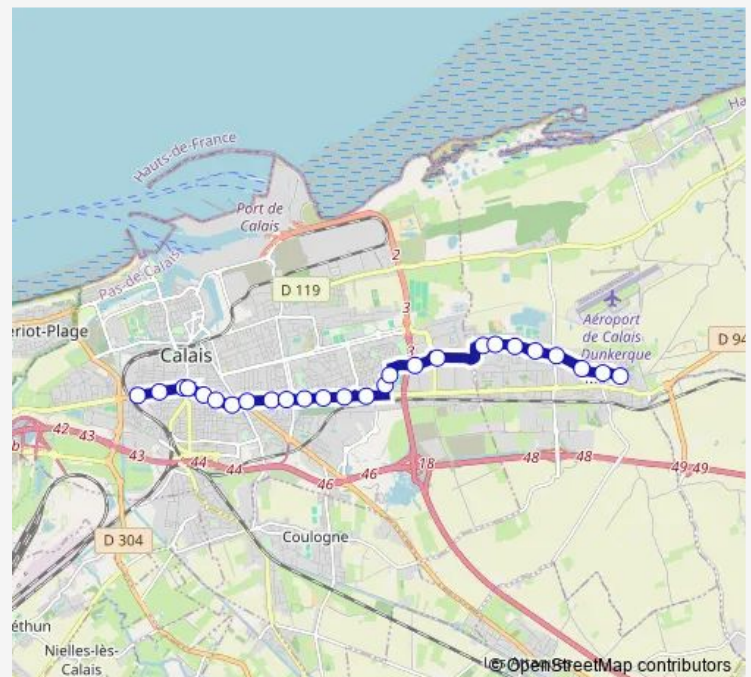 Hauts-de-France
Port de
Calais
Pas-de-Calais
2
D 119
3
Aéroport
de Calais
Dunkerque
eriot-Plage
Calais
3
D 94
42
43
43
44
44
46
46
18
48
48
49
49
D 304
Coulogne
éthun
Nielles-lès-
Calais
© OpenStreetMap contributors